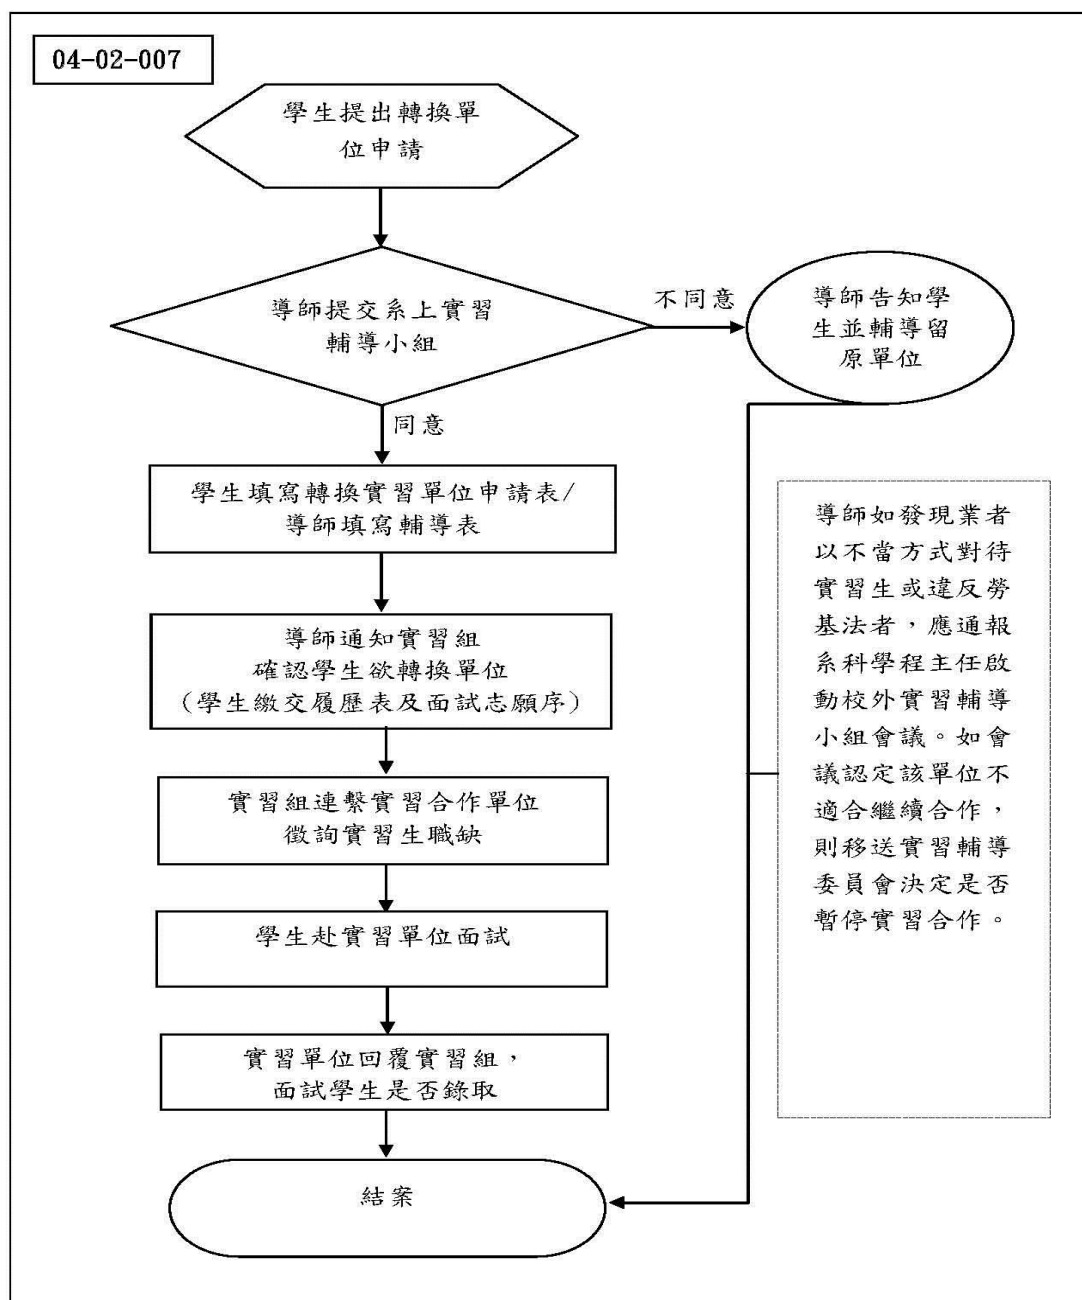 04-02-007
學生提出轉換單
位申請
導師提交系上實習
輔導小組
不同意
導師告知學
生並輔導留
原單位
同意
學生填寫轉換實習單位申請表/
導師填寫輔導表
導師通知實習組
確認學生欲轉換單位
(學生繳交履歷表及面試志願序)
實習組連繫實習合作單位
徵詢實習生職缺
學生赴實習單位面試
實習單位回覆實習組，
面試學生是否錄取
結案
導師如發現業者
以不當方式對待
實習生或違反勞
基法者，應通報
系科學程主任啟
動校外實習輔導
小組會議。如會
議認定該單位不
適合繼續合作，
則移送實習輔導
委員會決定是否
暫停實習合作。